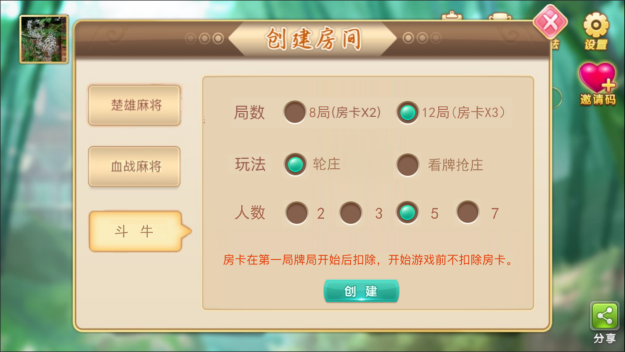 创建房间
法
设置
邀请码
楚雄麻将
血战麻将
斗 牛
局数 8局(房卡X2) 12局(房卡X3)
玩法 轮庄 看牌抢庄
人数 2 3 5 7
房卡在第一局牌局开始后扣除，开始游戏前不扣除房卡。
创 建
分享